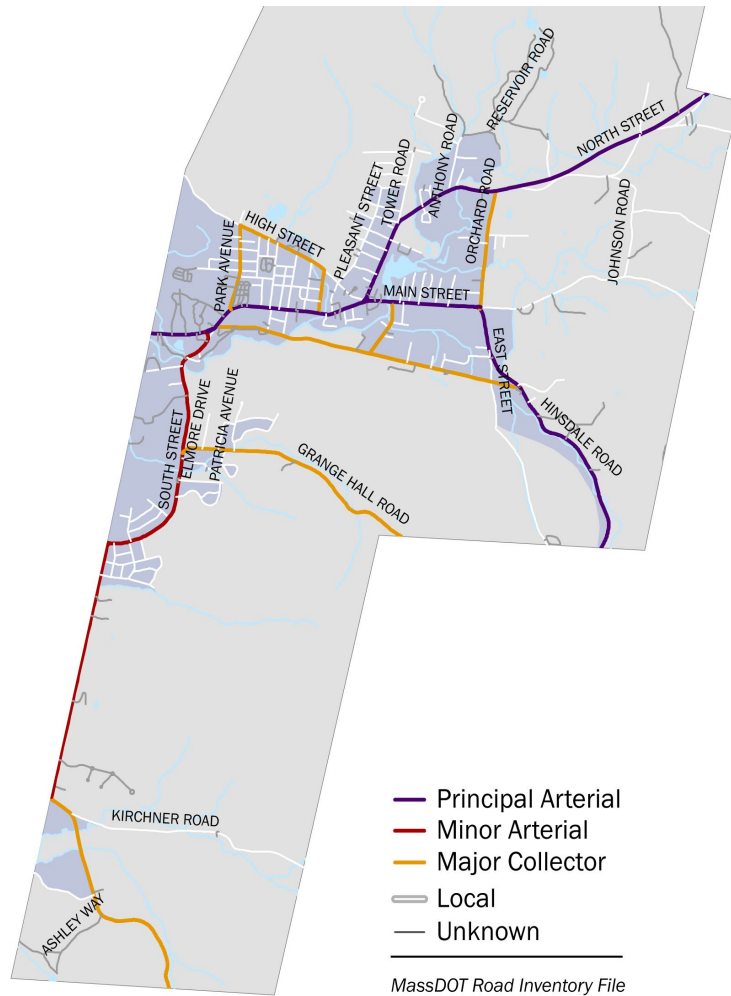 RESERVOIR ROAD
NORTH STREET
ANTHONY ROAD
TOWER ROAD
PLEASANT STREET
ORCHARD ROAD
JOHNSON ROAD
HIGH STREET
PARK AVENUE
MAIN STREET
EAST STREET
HINSDALE ROAD
ELMORE DRIVE
PATRICIA AVENUE
SOUTH STREET
GRANGE HALL ROAD
KIRCHNER ROAD
ASHLEY WAY
Principal Arterial
Minor Arterial
Major Collector
Local
Unknown
MassDOT Road Inventory File